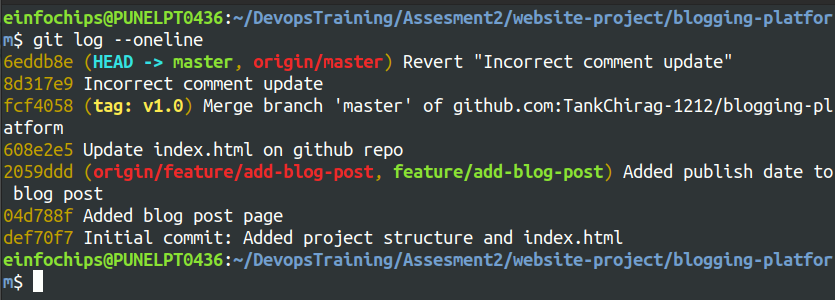 einfochips@PUNELPT0436:~/DevopsTraining/Assesment2/website-project/blogging-platfor
m$ git log --oneline
6eddb8e (HEAD -> master, origin/master) Revert "Incorrect comment update"
8d317e9 Incorrect comment update
fcf4058 (tag: v1.0) Merge branch 'master' of github.com:TankChirag-1212/blogging-pl
atform
608e2e5 Update index.html on github repo
2059ddd (origin/feature/add-blog-post, feature/add-blog-post) Added publish date to
 blog post
04d788f Added blog post page
def70f7 Initial commit: Added project structure and index.html
einfochips@PUNELPT0436:~/DevopsTraining/Assesment2/website-project/blogging-platfor
m$